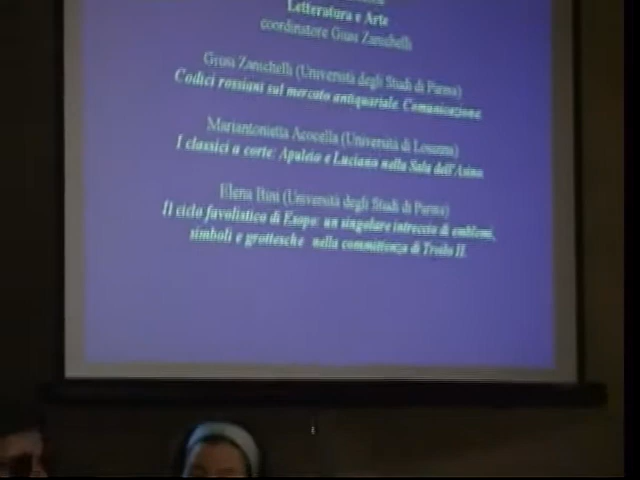 Letteratura e Arte
coordinatore Giusi Zanichelli
Giusi Zanichelli (Università degli Studi di Parma)
Codici rossiani sul mercato antiquariale. Comunicazione
Mariantonietta Acocella (Università di Losanna)
I classici a corte: Apuleio e Luciano nella Sala dell'Asino.
Elena Bini (Università degli Studi di Parma)
Il ciclo favolistico di Esopo: un singolare intreccio di emblemi,
simboli e grottesche nella committenza di Troilo II.